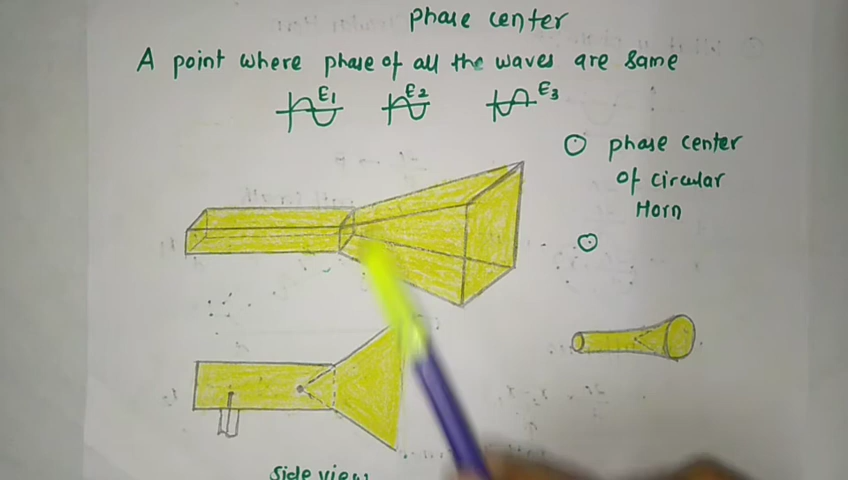 phase center
A point where phase of all the waves are same
E1 E2 E3
phase center
of circular
Horn
Side view